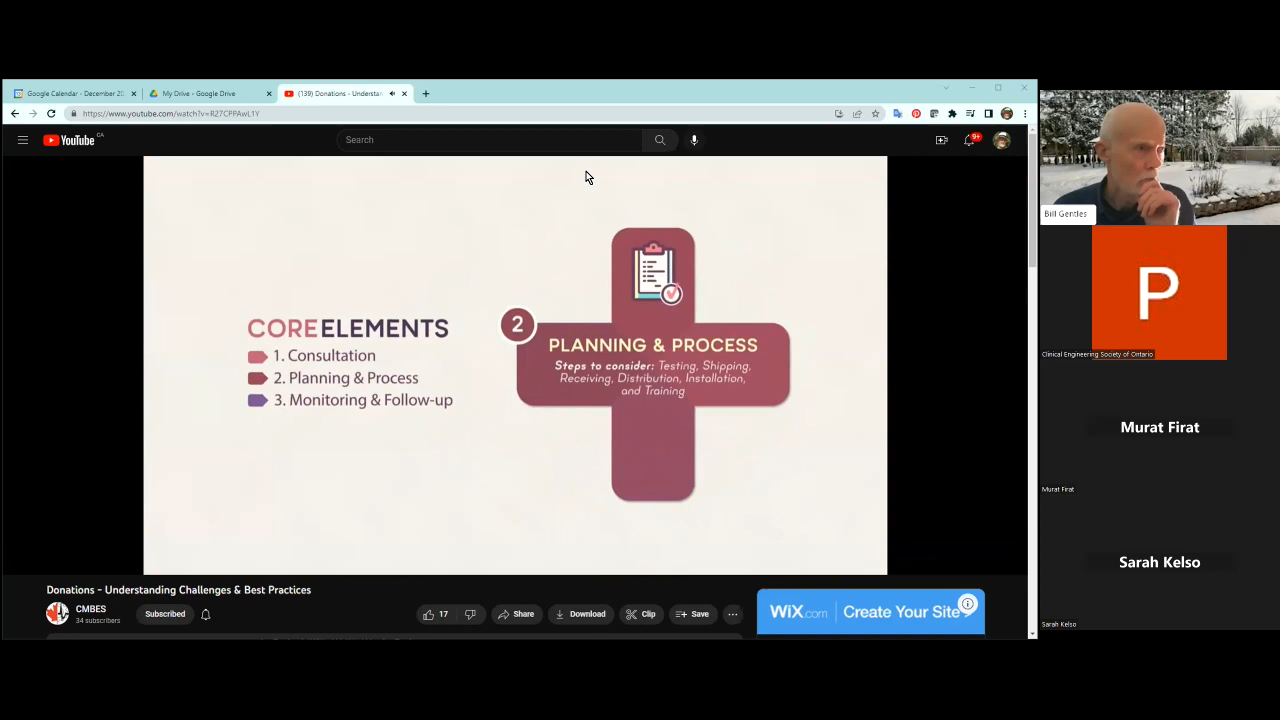 Google Calendar - December 20
My Drive - Google Drive
(139) Donations - Understan
https://www.youtube.com/watch?v=R27CPPAwL1Y
YouTube CA
Search
9+
CORE ELEMENTS
1. Consultation
2. Planning & Process
3. Monitoring & Follow-up
2
PLANNING & PROCESS
Steps to consider: Testing, Shipping,
Receiving, Distribution, Installation,
and Training
Donations - Understanding Challenges & Best Practices
CMBES
34 subscribers
Subscribed
17
Share
Download
Clip
Save
WiX.com
Create Your Site
Bill Gentles
P
Clinical Engineering Society of Ontario
Murat Firat
Murat Firat
Sarah Kelso
Sarah Kelso